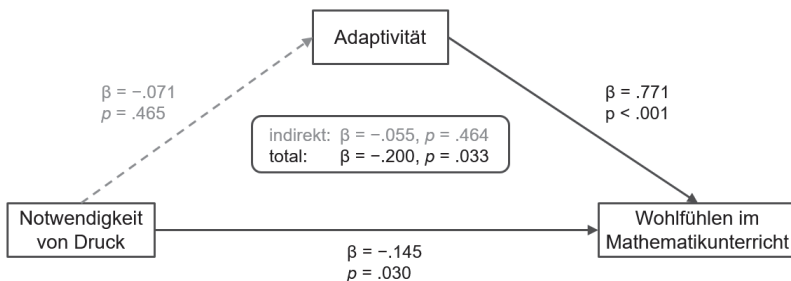 Adaptivität
β = −.071
p = .465
β = .771
p < .001
indirekt: β = −.055, p = .464
total: β = −.200, p = .033
Notwendigkeit
von Druck
Wohlfühlen im
Mathematikunterricht
β = −.145
p = .030